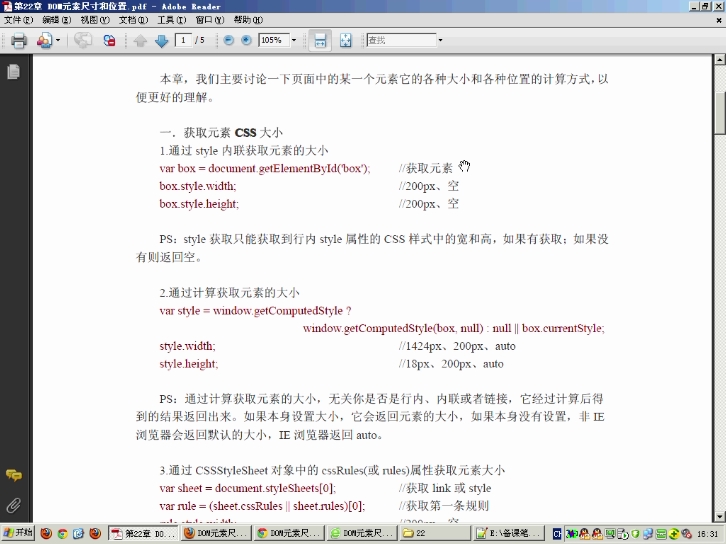 第22章 DOM元素尺寸和位置.pdf - Adobe Reader
文件(F) 编辑(E) 视图(V) 文档(D) 工具(T) 窗口(W) 帮助(H)
1 / 5 105% 查找
本章，我们主要讨论一下页面中的某一个元素它的各种大小和各种位置的计算方式，以
便更好的理解。
一．获取元素 CSS 大小
1.通过 style 内联获取元素的大小
var box = document.getElementById('box'); //获取元素
box.style.width; //200px、空
box.style.height; //200px、空
PS：style 获取只能获取到行内 style 属性的 CSS 样式中的宽和高，如果有获取；如果没
有则返回空。
2.通过计算获取元素的大小
var style = window.getComputedStyle ?
window.getComputedStyle(box, null) : null || box.currentStyle;
style.width; //1424px、200px、auto
style.height; //18px、200px、auto
PS：通过计算获取元素的大小，无关你是否是行内、内联或者链接，它经过计算后得
到的结果返回出来。如果本身设置大小，它会返回元素的大小，如果本身没有设置，非 IE
浏览器会返回默认的大小，IE 浏览器返回 auto。
3.通过 CSSStyleSheet 对象中的 cssRules(或 rules)属性获取元素大小
var sheet = document.styleSheets[0]; //获取 link 或 style
var rule = (sheet.cssRules || sheet.rules)[0]; //获取第一条规则
rule.style.width; //200px、空
开始 第22章 DO... DOM元素尺... DOM元素尺... DOM元素尺... 22 E:\备课笔... 16:31